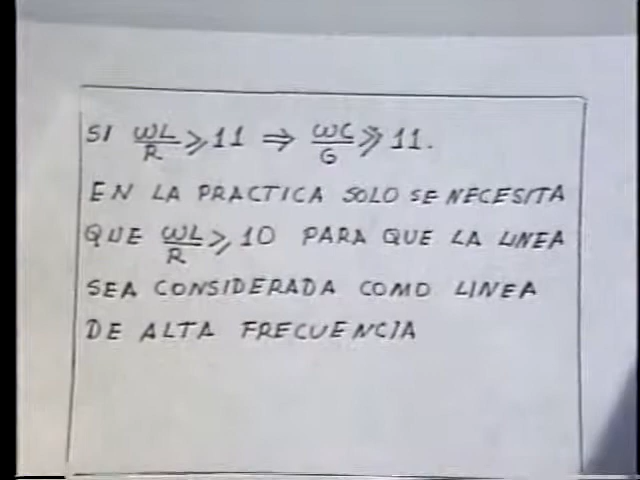 SI ωL/R ⩾ 11 ⇒ ωC/G ⪢ 11.
EN LA PRACTICA SOLO SE NECESITA
QUE ωL/R ⩾ 10 PARA QUE LA LINEA
SEA CONSIDERADA COMO LINEA
DE ALTA FRECUENCIA